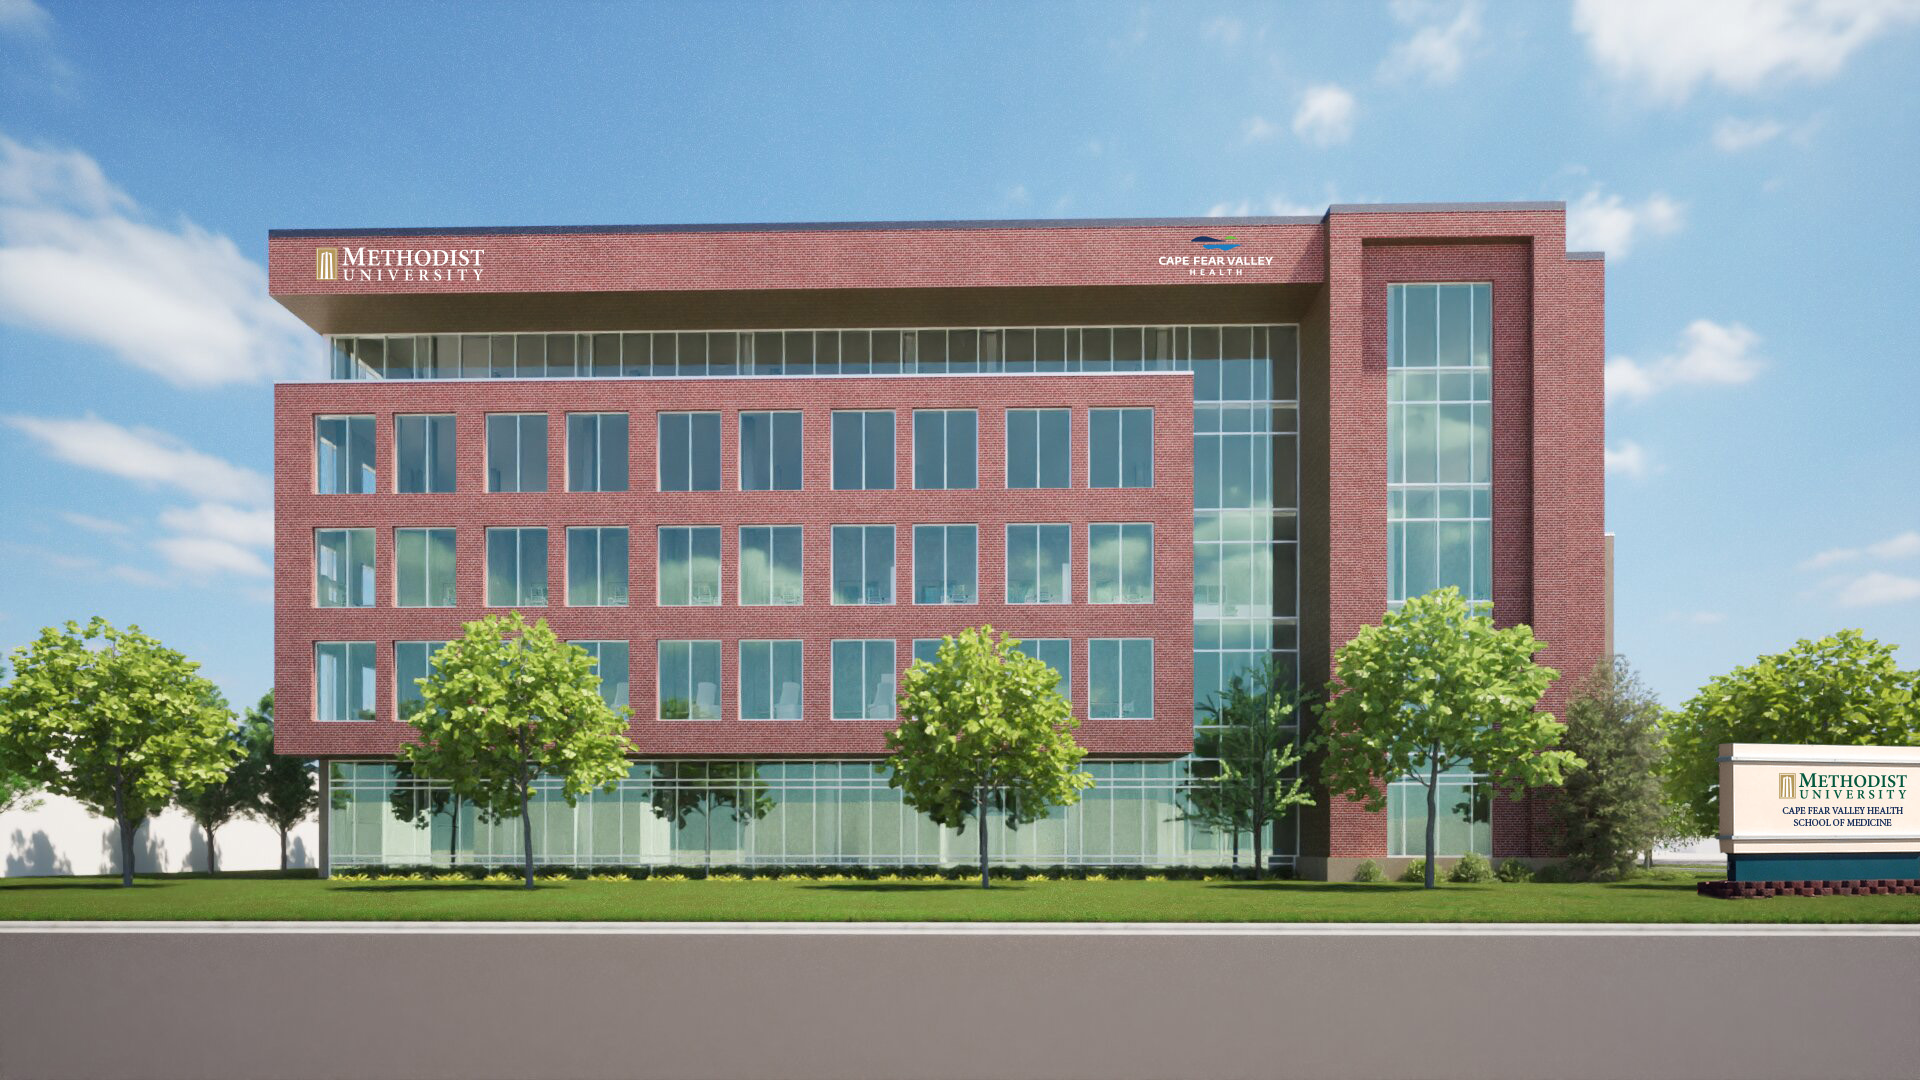 METHODIST
UNIVERSITY
CAPE FEAR VALLEY
HEALTH
METHODIST
UNIVERSITY
CAPE FEAR VALLEY HEALTH
SCHOOL OF MEDICINE